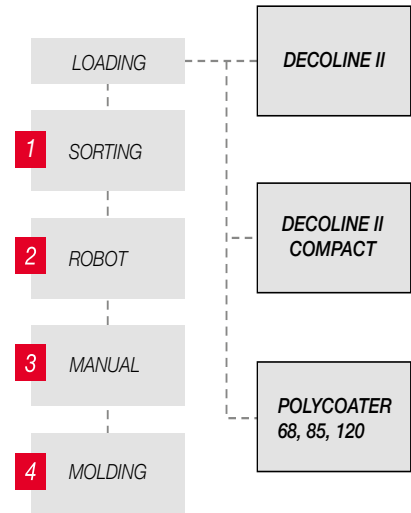 LOADING
1 SORTING
2 ROBOT
3 MANUAL
4 MOLDING
DECOLINE II
DECOLINE II
COMPACT
POLYCOATER
68, 85, 120